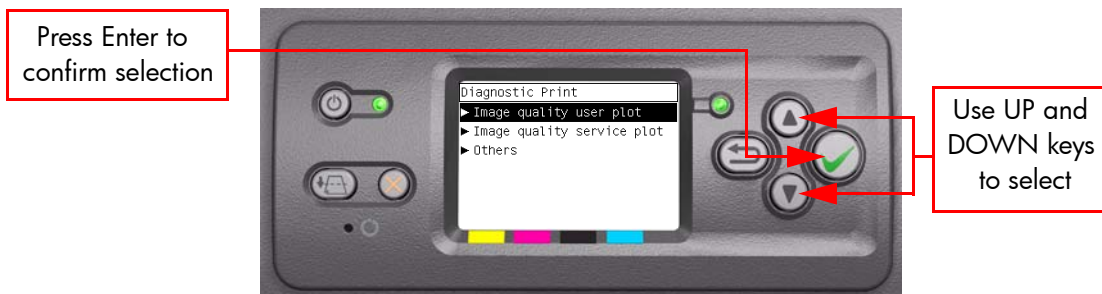 Press Enter to
confirm selection
Diagnostic Print
Image quality user plot
Image quality service plot
Others
Use UP and
DOWN keys
to select